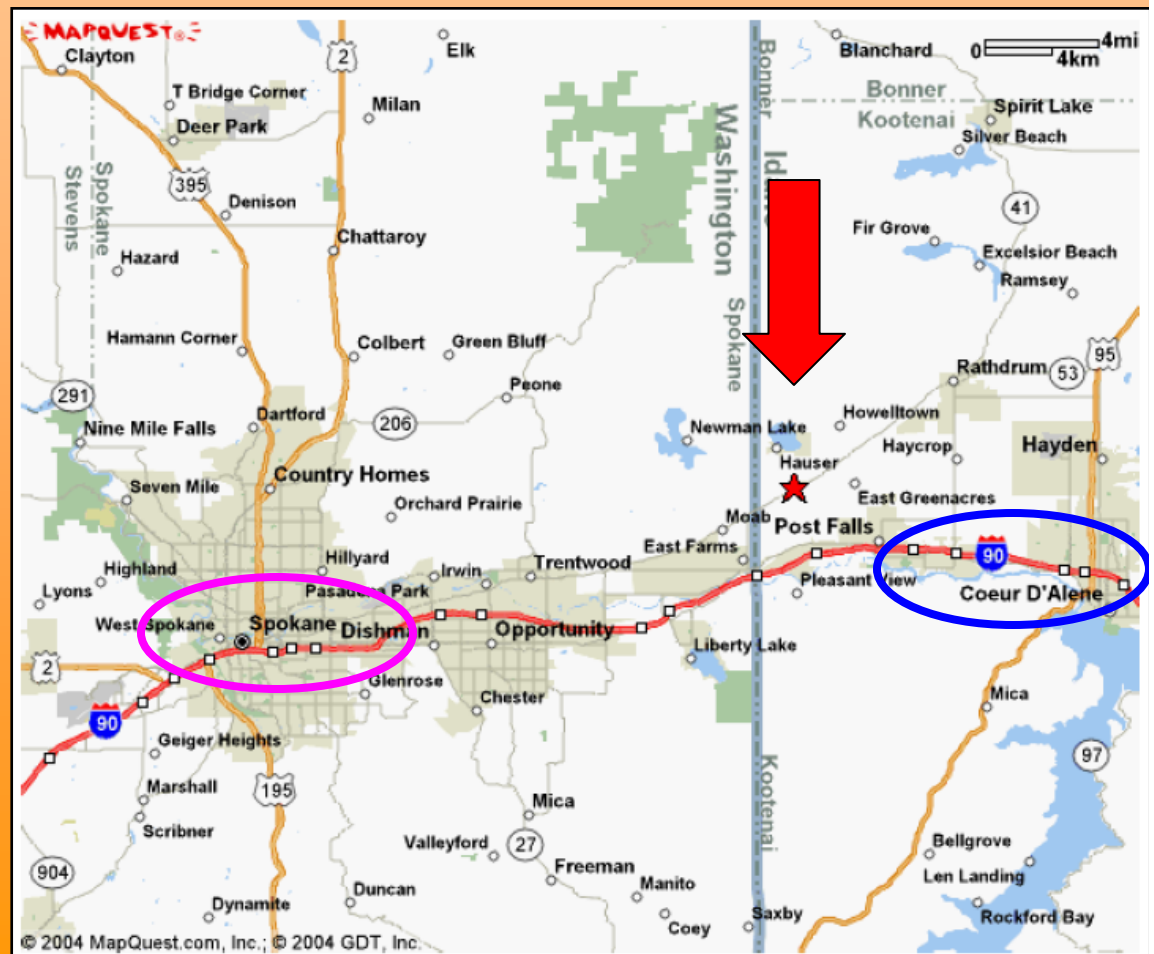 MAPQUEST
Clayton
2
Elk
Blanchard
0 4mi
4km
T Bridge Corner
Milan
Bonner
Bonner
Kootenai
Spirit Lake
Deer Park
Washington
Idaho
Silver Beach
Stevens
Spokane
395
Denison
41
Chattaroy
Fir Grove
Hazard
Excelsior Beach
Ramsey
Spokane
Hamann Corner
Colbert
Green Bluff
95
Rathdrum
53
291
Peone
Dartford
206
Howelltown
Nine Mile Falls
Newman Lake
Haycrop
Hayden
Hauser
Country Homes
Seven Mile
East Greenacres
Orchard Prairie
Moab
Post Falls
East Farms
90
Hillyard
Irwin
Trentwood
Highland
Pleasant View
Lyons
Pasadena Park
Coeur D'Alene
West Spokane
Spokane
Dishman
Opportunity
Liberty Lake
2
Glenrose
Chester
Mica
90
Geiger Heights
97
Kootenai
195
Marshall
Mica
Scribner
Valleyford
27
Bellgrove
904
Freeman
Len Landing
Manito
Duncan
Dynamite
Coey
Saxby
Rockford Bay
© 2004 MapQuest.com, Inc.; © 2004 GDT, Inc.